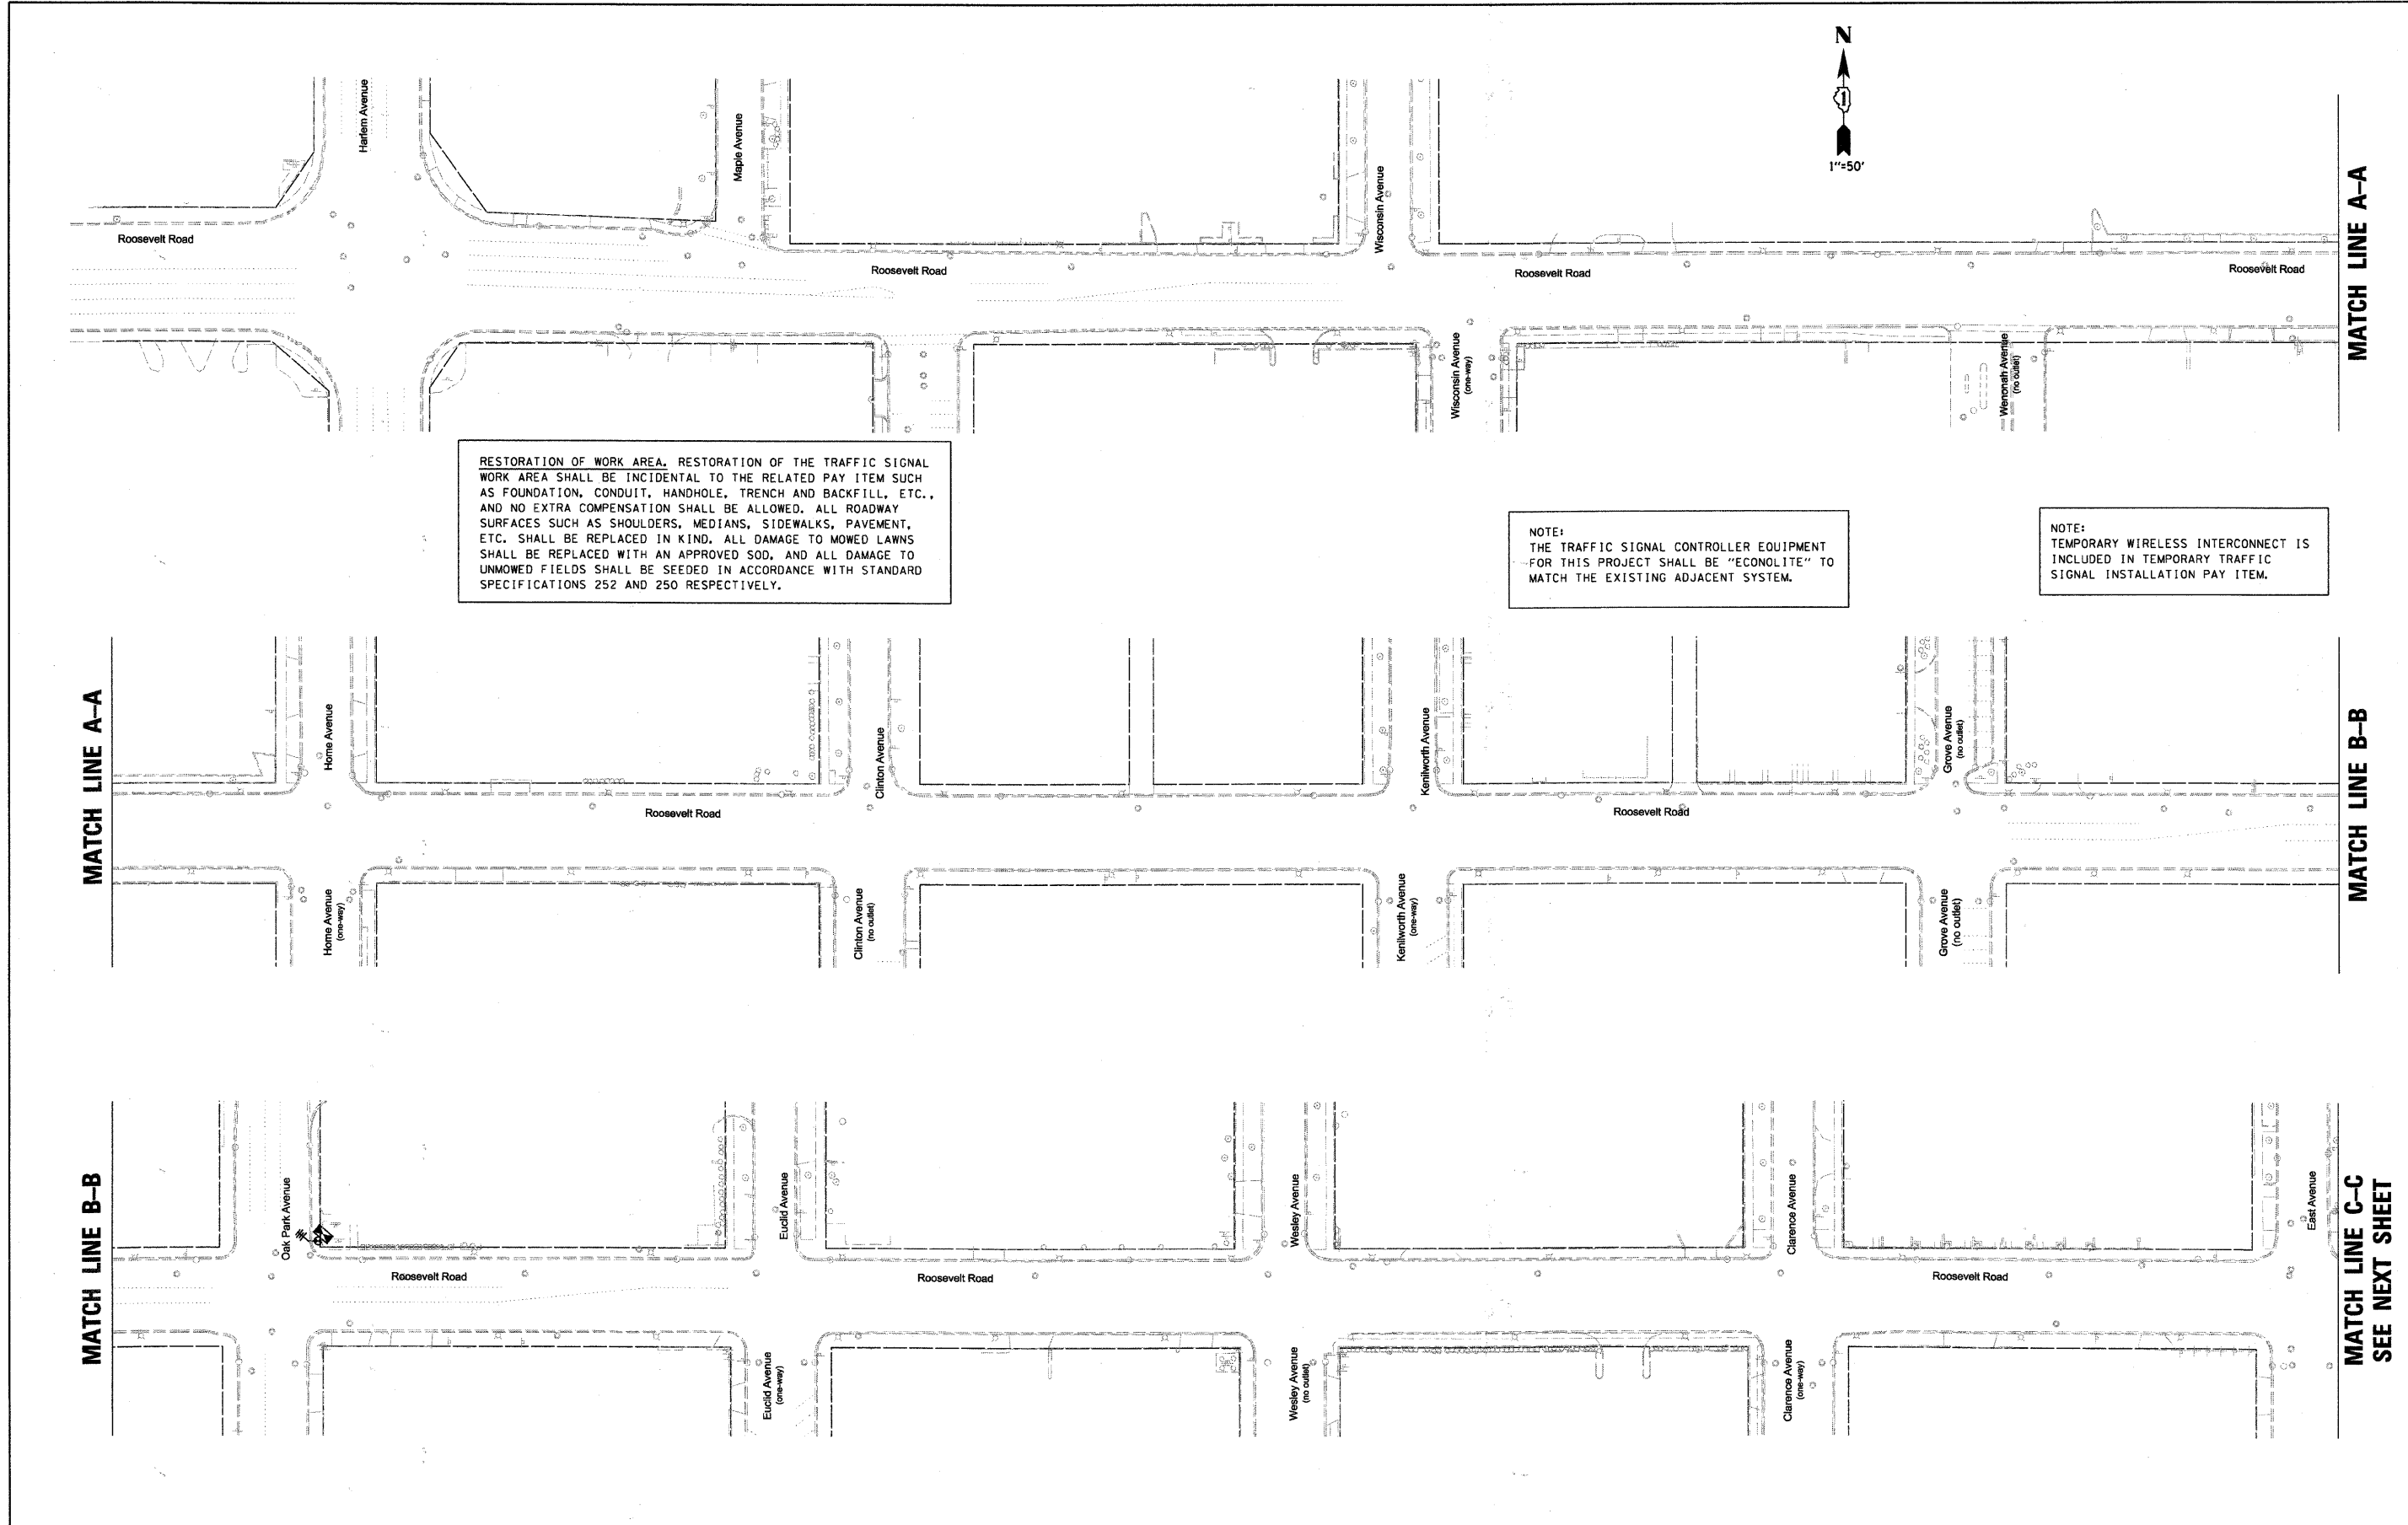 N
1"=50'
Harlem Avenue
Maple Avenue
Wisconsin Avenue
Roosevelt Road
Roosevelt Road
Roosevelt Road
Roosevelt Road
MATCH LINE A-A
Wisconsin Avenue
(one-way)
Wenonah Avenue
(no outlet)
RESTORATION OF WORK AREA. RESTORATION OF THE TRAFFIC SIGNAL
WORK AREA SHALL BE INCIDENTAL TO THE RELATED PAY ITEM SUCH
AS FOUNDATION, CONDUIT, HANDHOLE, TRENCH AND BACKFILL, ETC.,
AND NO EXTRA COMPENSATION SHALL BE ALLOWED. ALL ROADWAY
SURFACES SUCH AS SHOULDERS, MEDIANS, SIDEWALKS, PAVEMENT,
ETC. SHALL BE REPLACED IN KIND. ALL DAMAGE TO MOWED LAWNS
SHALL BE REPLACED WITH AN APPROVED SOD, AND ALL DAMAGE TO
UNMOWED FIELDS SHALL BE SEEDED IN ACCORDANCE WITH STANDARD
SPECIFICATIONS 252 AND 250 RESPECTIVELY.
NOTE:
THE TRAFFIC SIGNAL CONTROLLER EQUIPMENT
FOR THIS PROJECT SHALL BE "ECONOLITE" TO
MATCH THE EXISTING ADJACENT SYSTEM.
NOTE:
TEMPORARY WIRELESS INTERCONNECT IS
INCLUDED IN TEMPORARY TRAFFIC
SIGNAL INSTALLATION PAY ITEM.
MATCH LINE A-A
Home Avenue
Clinton Avenue
Kenilworth Avenue
Grove Avenue
(no outlet)
Roosevelt Road
Roosevelt Road
MATCH LINE B-B
Home Avenue
(one-way)
Clinton Avenue
(no outlet)
Kenilworth Avenue
(one-way)
Grove Avenue
(no outlet)
MATCH LINE B-B
Oak Park Avenue
Euclid Avenue
Wesley Avenue
Clarence Avenue
East Avenue
Roosevelt Road
Roosevelt Road
Roosevelt Road
MATCH LINE C-C
SEE NEXT SHEET
Euclid Avenue
(one-way)
Wesley Avenue
(no outlet)
Clarence Avenue
(one-way)